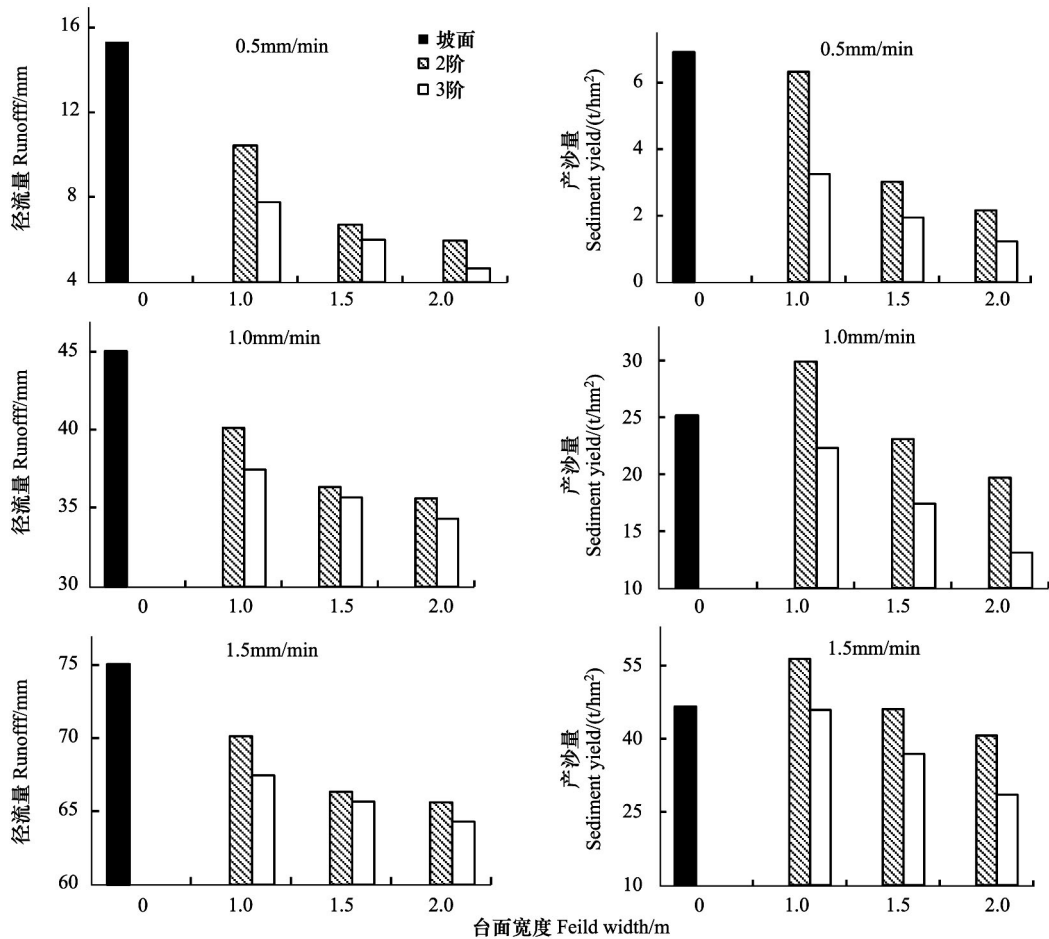 径流量 Runofff/mm
16
12
8
4
0.5mm/min
坡面
2阶
3阶
0
1.0
1.5
2.0
产沙量
Sediment yield/(t/hm²)
6
4
2
0
0.5mm/min
0
1.0
1.5
2.0
径流量 Runofff/mm
45
40
35
30
1.0mm/min
0
1.0
1.5
2.0
产沙量
Sediment yield/(t/hm²)
30
25
20
15
10
1.0mm/min
0
1.0
1.5
2.0
径流量 Runofff/mm
75
70
65
60
1.5mm/min
0
1.0
1.5
2.0
产沙量
Sediment yield/(t/hm²)
55
40
25
10
1.5mm/min
0
1.0
1.5
2.0
台面宽度 Feild width/m